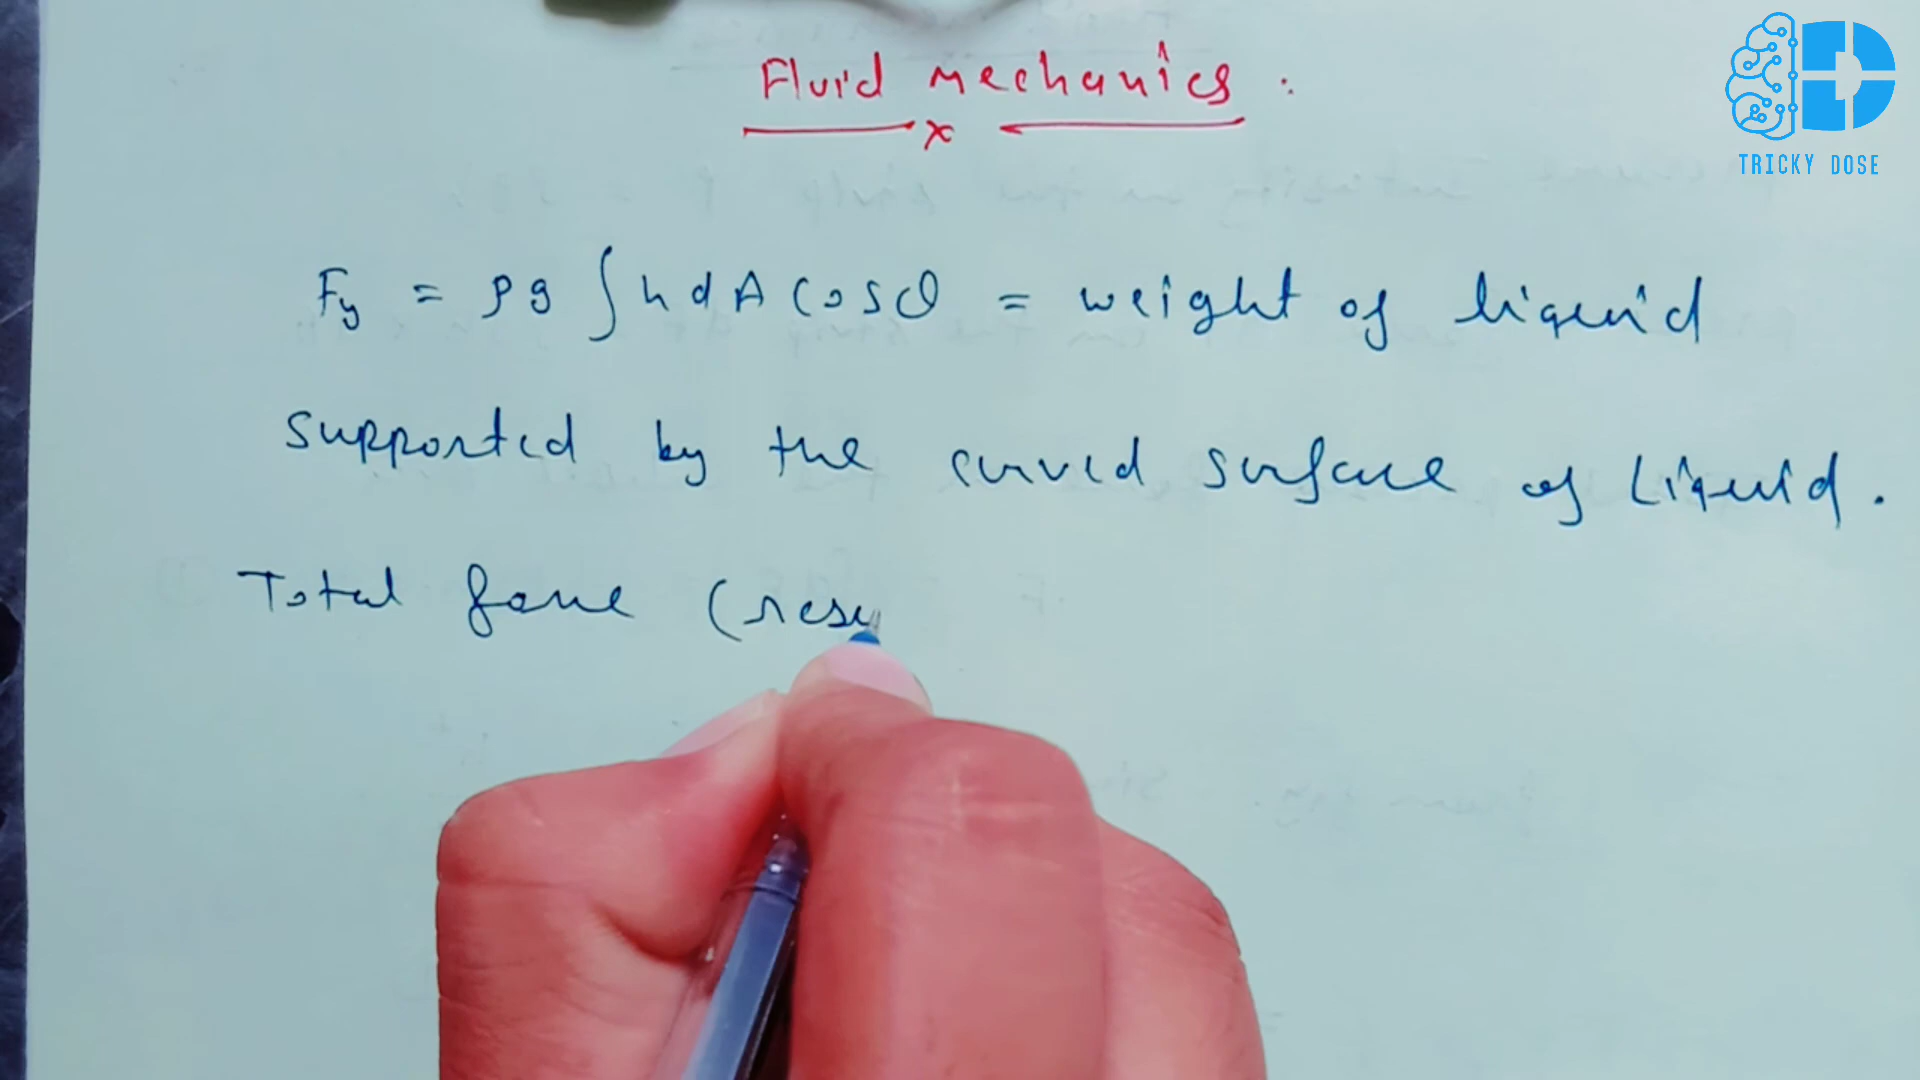 Fluid mechanics :
x
Fy = ρg ∫ h dA cosθ = weight of liquid
supported by the curved surface of Liquid.
Total force (resu
TRICKY DOSE